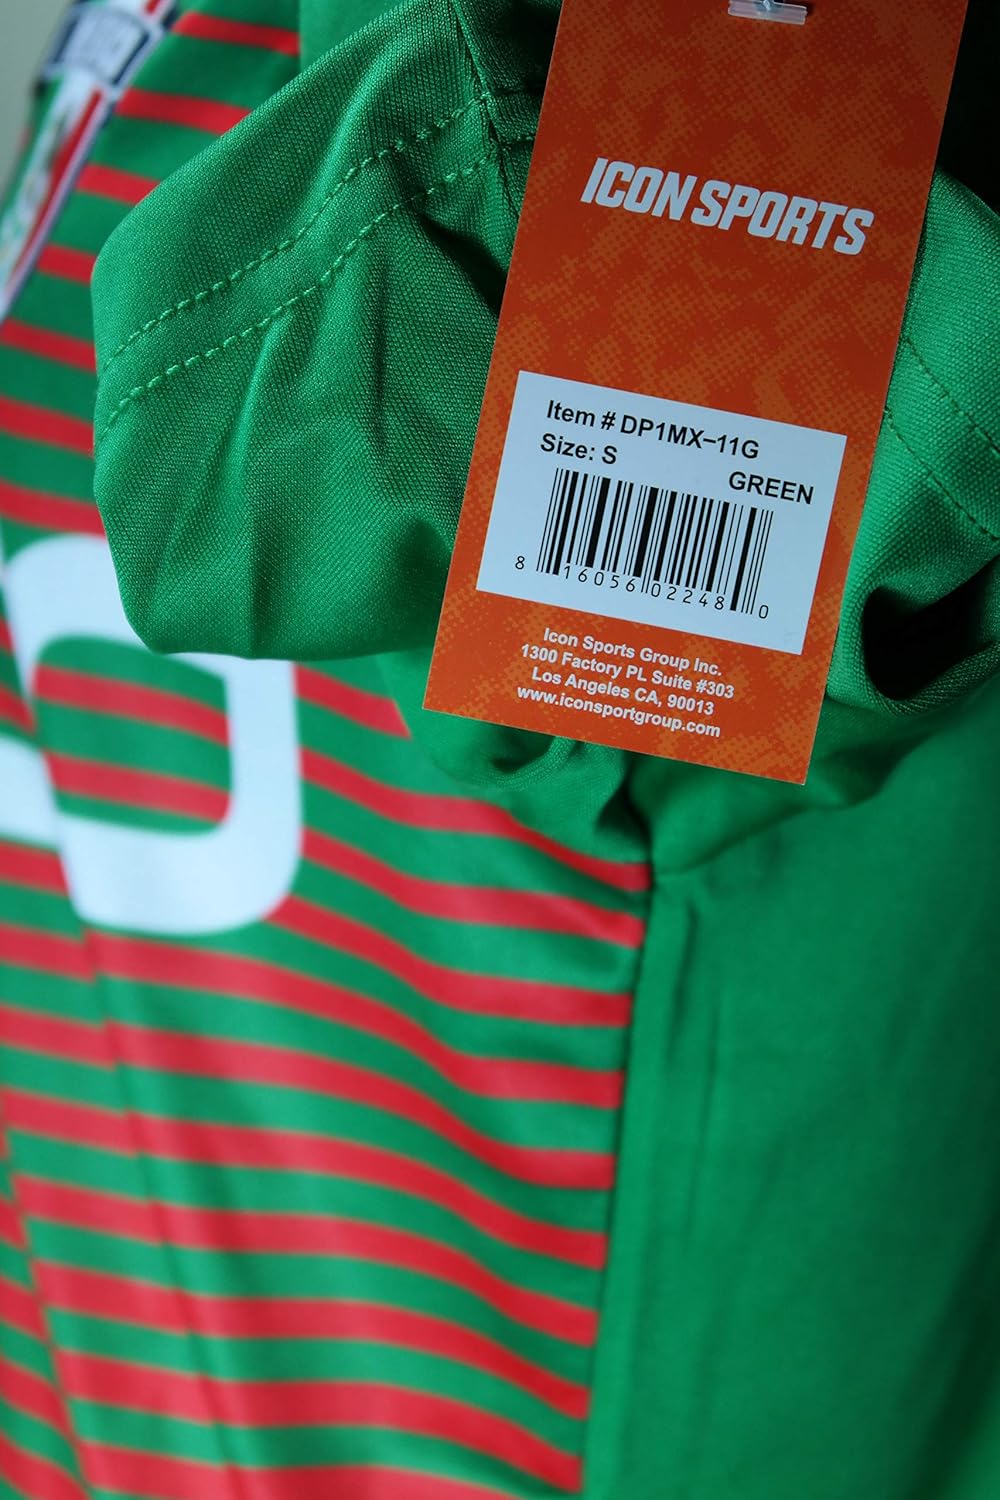 ICON SPORTS
Item # DP1MX–11G
Size: S
GREEN
8 16056 02248 0
Icon Sports Group Inc.
1300 Factory PL Suite #303
Los Angeles CA, 90013
www.iconsportgroup.com